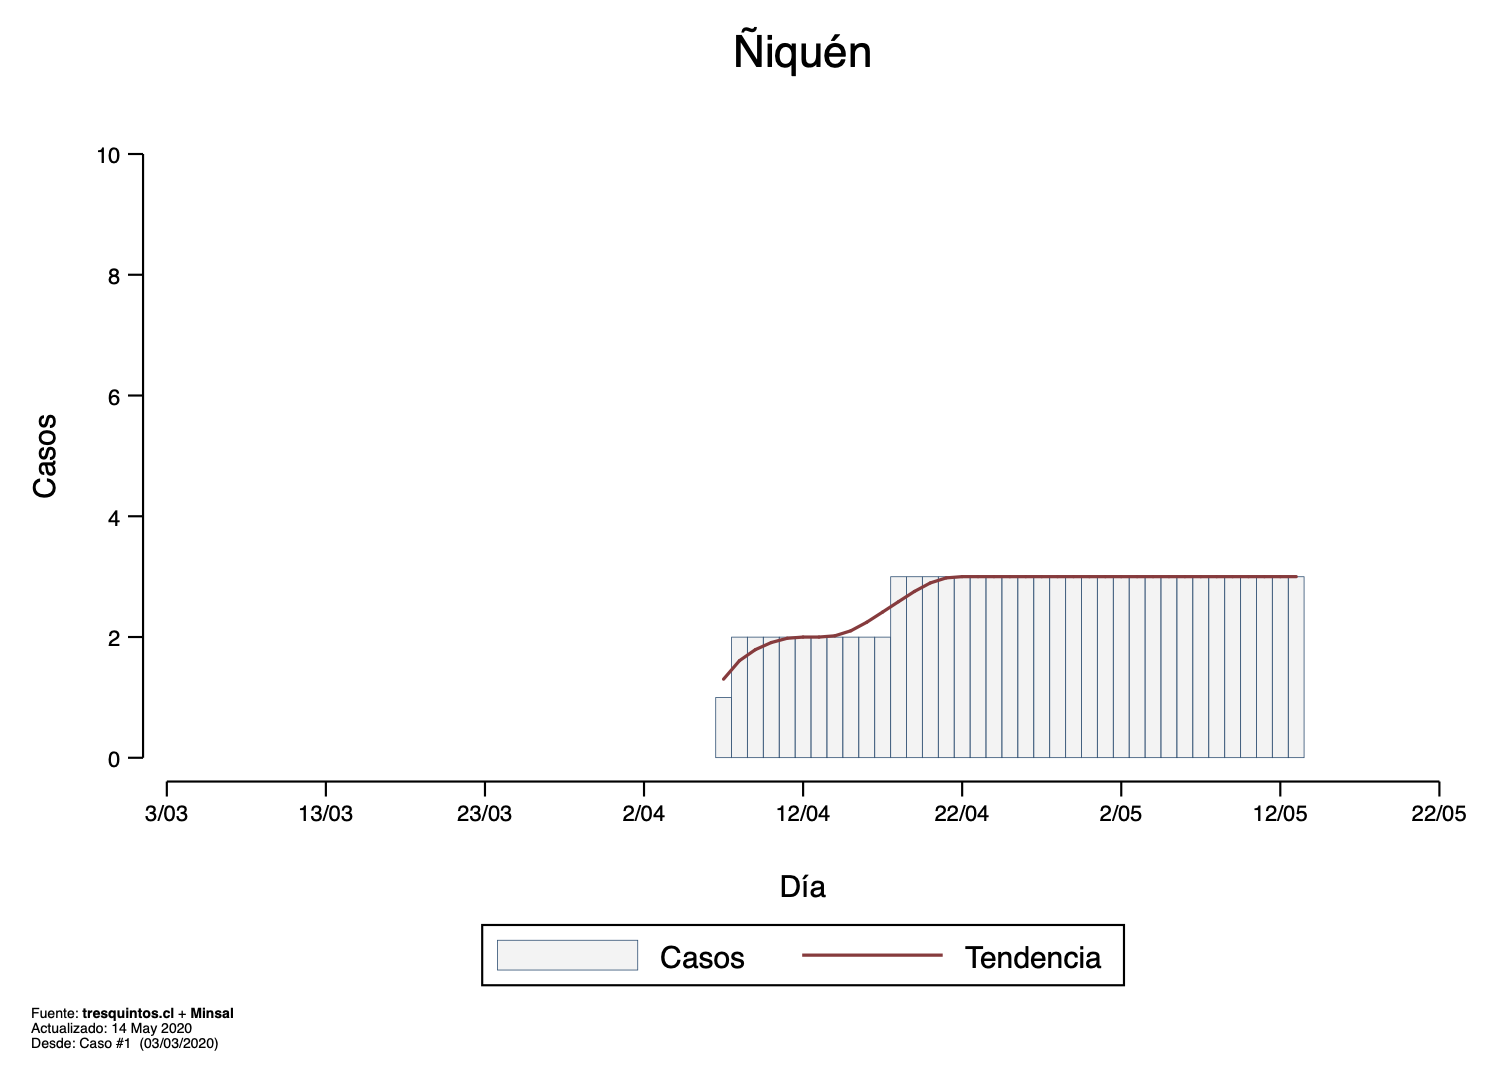 Ñiquén
10
8
6
4
2
0
Casos
3/03 13/03 23/03 2/04 12/04 22/04 2/05 12/05 22/05
Día
Casos Tendencia
Fuente: tresquintos.cl + Minsal
Actualizado: 14 May 2020
Desde: Caso #1 (03/03/2020)